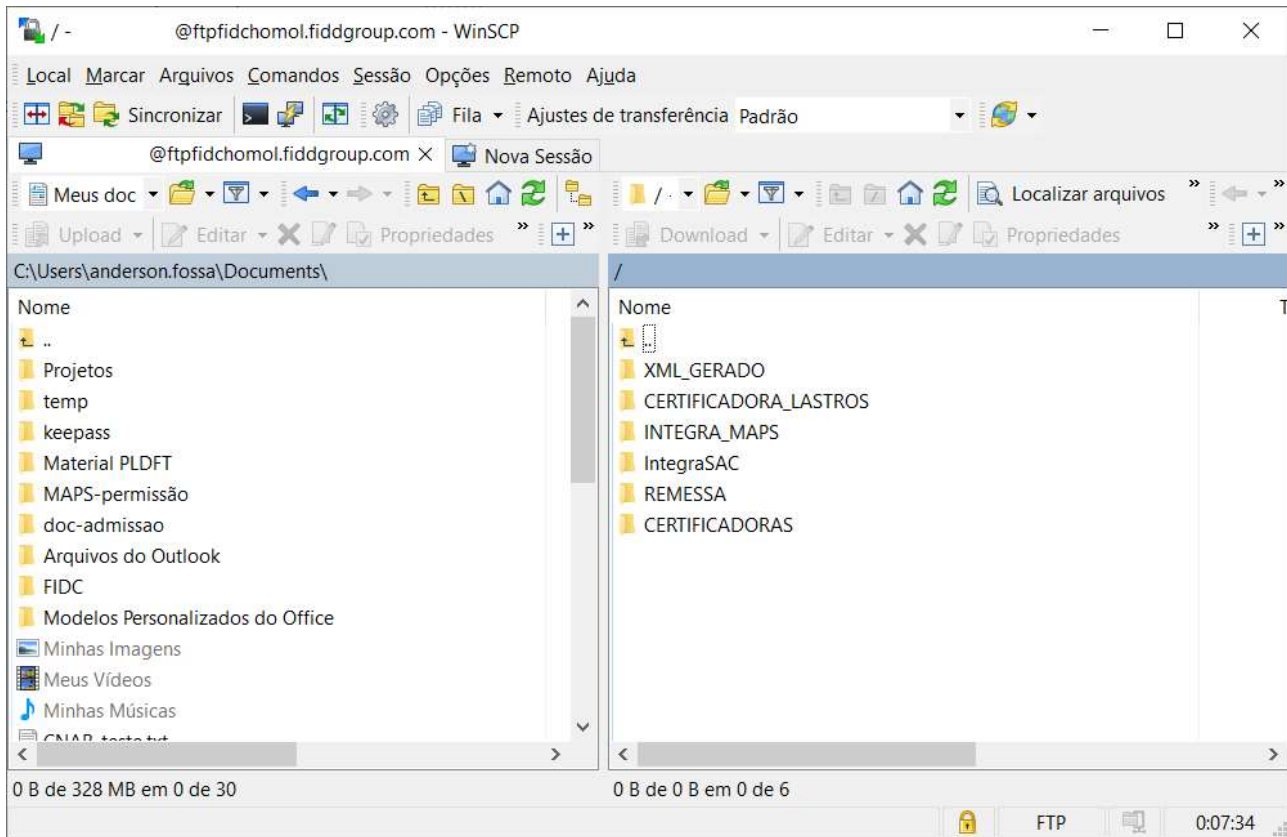 / - @ftpfidchomol.fiddgroup.com - WinSCP
Local Marcar Arquivos Comandos Sessão Opções Remoto Ajuda
Sincronizar Fila Ajustes de transferência Padrão
@ftpfidchomol.fiddgroup.com × Nova Sessão
Meus doc / Localizar arquivos »
Upload Editar Propriedades » Download Editar Propriedades »
C:\Users\anderson.fossa\Documents\
Nome
..
Projetos
temp
keepass
Material PLDFT
MAPS-permissão
doc-admissao
Arquivos do Outlook
FIDC
Modelos Personalizados do Office
Minhas Imagens
Meus Vídeos
Minhas Músicas
CNAB_teste.txt
0 B de 328 MB em 0 de 30
/
Nome T
..
XML_GERADO
CERTIFICADORA_LASTROS
INTEGRA_MAPS
IntegraSAC
REMESSA
CERTIFICADORAS
0 B de 0 B em 0 de 6
FTP 0:07:34